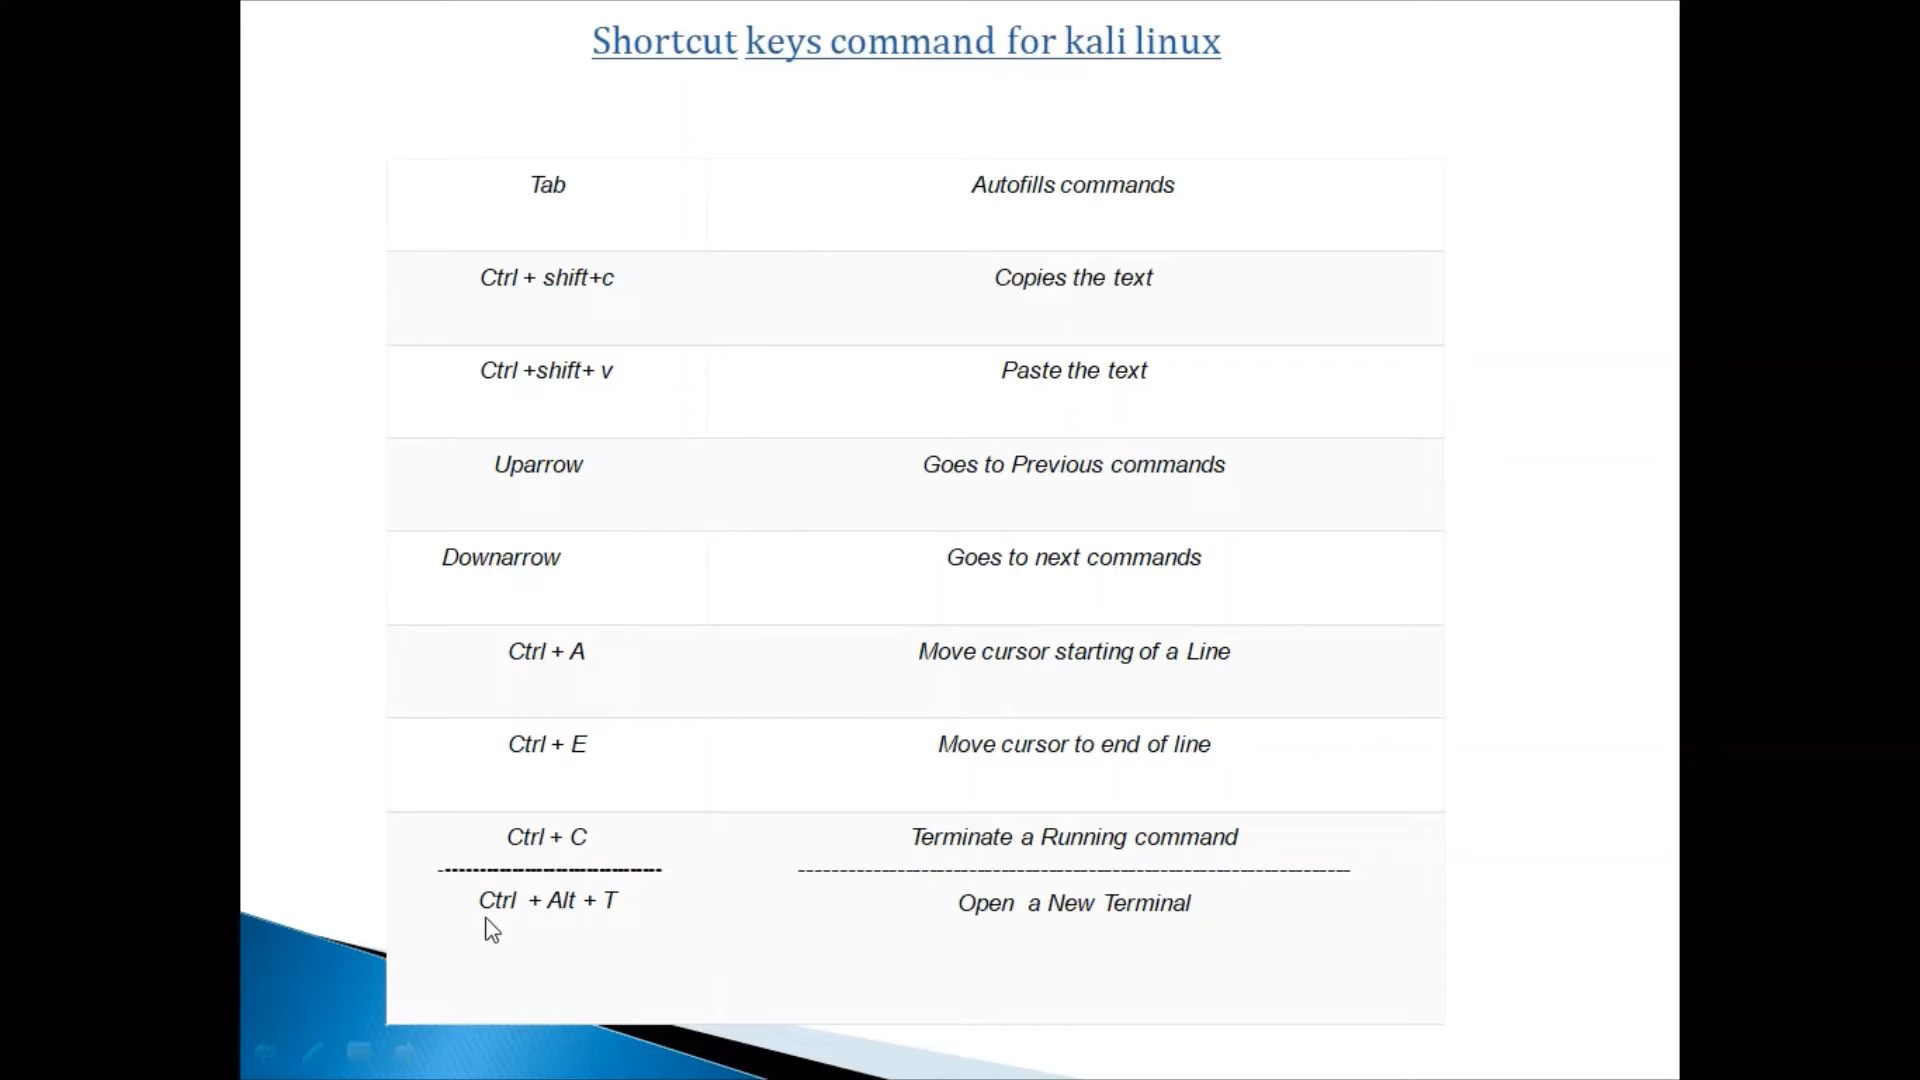 Shortcut keys command for kali linux
Tab Autofills commands
Ctrl + shift+c Copies the text
Ctrl +shift+ v Paste the text
Uparrow Goes to Previous commands
Downarrow Goes to next commands
Ctrl + A Move cursor starting of a Line
Ctrl + E Move cursor to end of line
Ctrl + C Terminate a Running command
Ctrl + Alt + T Open a New Terminal